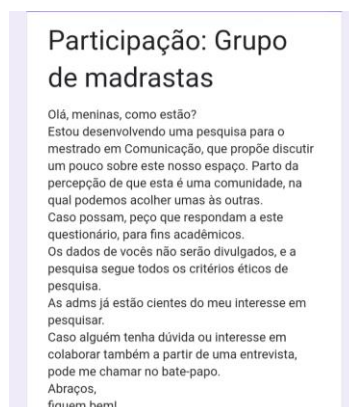 Participação: Grupo
de madrastas
Olá, meninas, como estão?
Estou desenvolvendo uma pesquisa para o
mestrado em Comunicação, que propõe discutir
um pouco sobre este nosso espaço. Parto da
percepção de que esta é uma comunidade, na
qual podemos acolher umas às outras.
Caso possam, peço que respondam a este
questionário, para fins acadêmicos.
Os dados de vocês não serão divulgados, e a
pesquisa segue todos os critérios éticos de
pesquisa.
As adms já estão cientes do meu interesse em
pesquisar.
Caso alguém tenha dúvida ou interesse em
colaborar também a partir de uma entrevista,
pode me chamar no bate-papo.
Abraços,
fiquem bem!